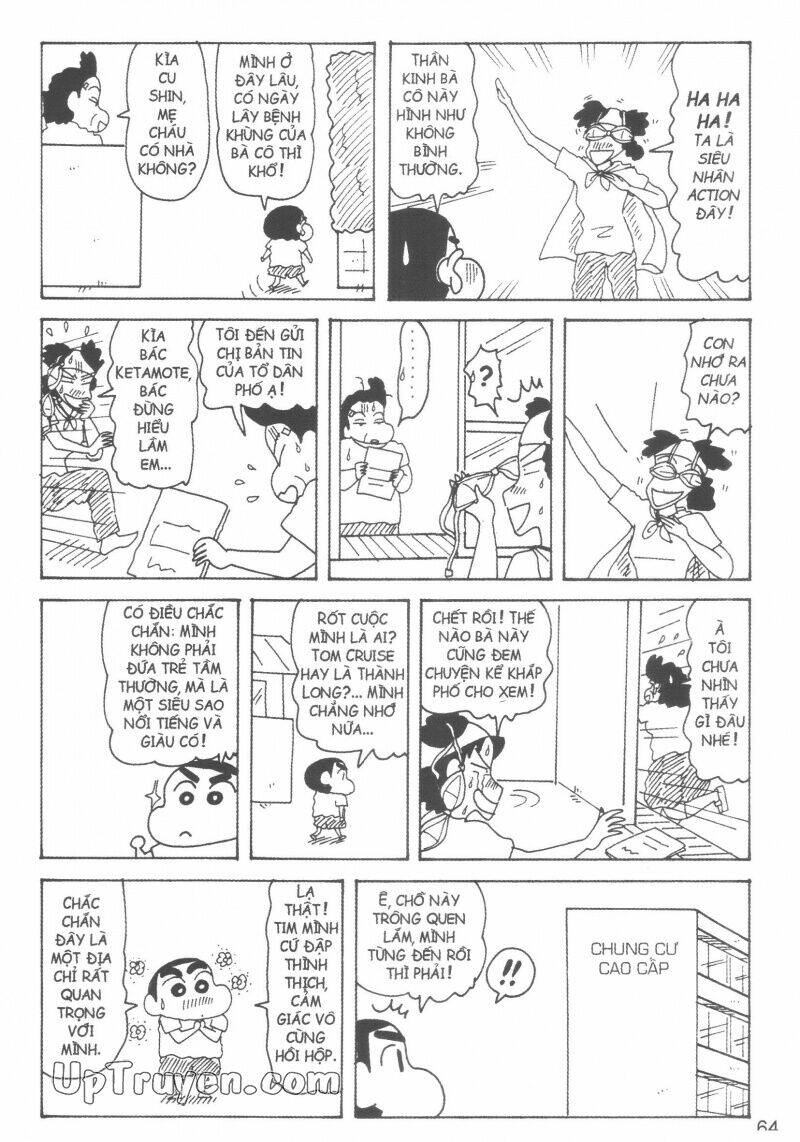 HA HA
HA!
TA LÀ
SIÊU
NHÂN
ACTION
ĐÂY!
THẦN
KINH BÀ
CÔ NÀY
HÌNH NHƯ
KHÔNG
BÌNH
THƯỜNG.
MÌNH Ở
ĐÂY LÂU,
CÓ NGÀY
LÂY BỆNH
KHÙNG CỦA
BÀ CÔ THÌ
KHỔ!
KÌA
CU
SHIN,
MẸ
CHÁU
CÓ NHÀ
KHÔNG?
CON
NHỚ RA
CHƯA
NÀO?
?
......
TÔI ĐẾN GỬI
CHỊ BẢN TIN
CỦA TỔ DÂN
PHỐ Ạ!
KÌA
BÁC
KETAMOTE,
BÁC
ĐỪNG
HIỂU
LẦM
EM...
À
TÔI
CHƯA
NHÌN
THẤY
GÌ ĐÂU
NHÉ!
CHẾT RỒI! THẾ
NÀO BÀ NÀY
CŨNG ĐEM
CHUYỆN KỂ KHẮP
PHỐ CHO XEM!
RỐT CUỘC
MÌNH LÀ AI?
TOM CRUISE
HAY LÀ THÀNH
LONG?... MÌNH
CHẲNG NHỚ
NỮA...
CÓ ĐIỀU CHẮC
CHẮN: MÌNH
KHÔNG PHẢI
ĐỨA TRẺ TẦM
THƯỜNG, MÀ LÀ
MỘT SIÊU SAO
NỔI TIẾNG VÀ
GIÀU CÓ!
CHUNG CƯ
CAO CẤP
Ê, CHỖ NÀY
TRÔNG QUEN
LẮM, MÌNH
TỪNG ĐẾN RỒI
THÌ PHẢI!
!!
LẠ
THẬT!
TIM MÌNH
CỨ ĐẬP
THÌNH
THỊCH,
CẢM
GIÁC VÔ
CÙNG
HỒI HỘP.
CHẮC
CHẮN
ĐÂY LÀ
MỘT ĐỊA
CHỈ RẤT
QUAN
TRỌNG
VỚI
MÌNH.
UpTruyen.com
64